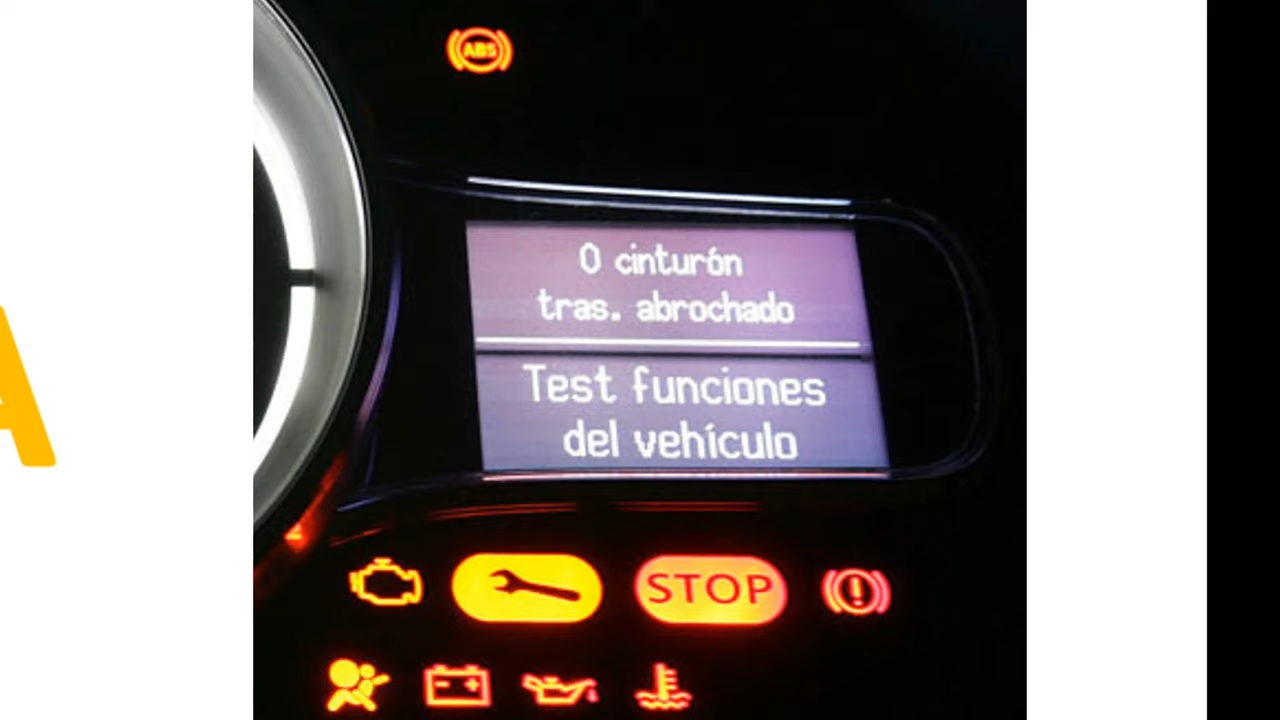 A
ABS
0 cinturón
tras. abrochado
Test funciones
del vehículo
STOP